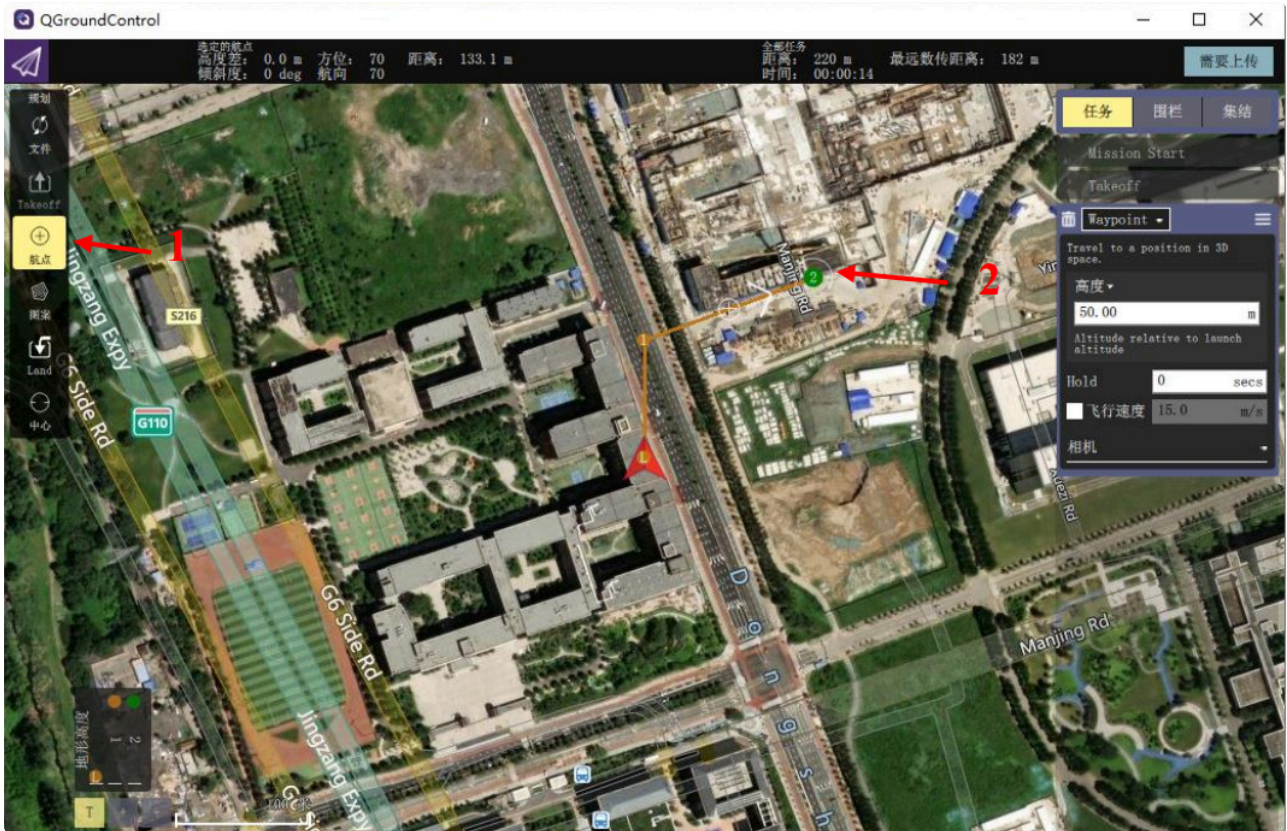 QGroundControl
选定的航点
高度差: 0.0 m 方位: 70 距离: 133.1 m
倾斜度: 0 deg 航向 70
全部任务
距离: 220 m 最远数传距离: 182 m
时间: 00:00:14
需要上传
规划
文件
Takeoff
航点
图案
Land
中心
1
2
任务 围栏 集结
Mission Start
Takeoff
Waypoint
Travel to a position in 3D
space.
高度
50.00 m
Altitude relative to launch
altitude
Hold 0 secs
飞行速度 15.0 m/s
相机
Jingzang Expy
S216
G6 Side Rd
G110
Manjing Rd
2
1
L
G6 Side Rd
Jingzang Expy
Manjing Rd
Dongsh
地形高度
1
2
L
T